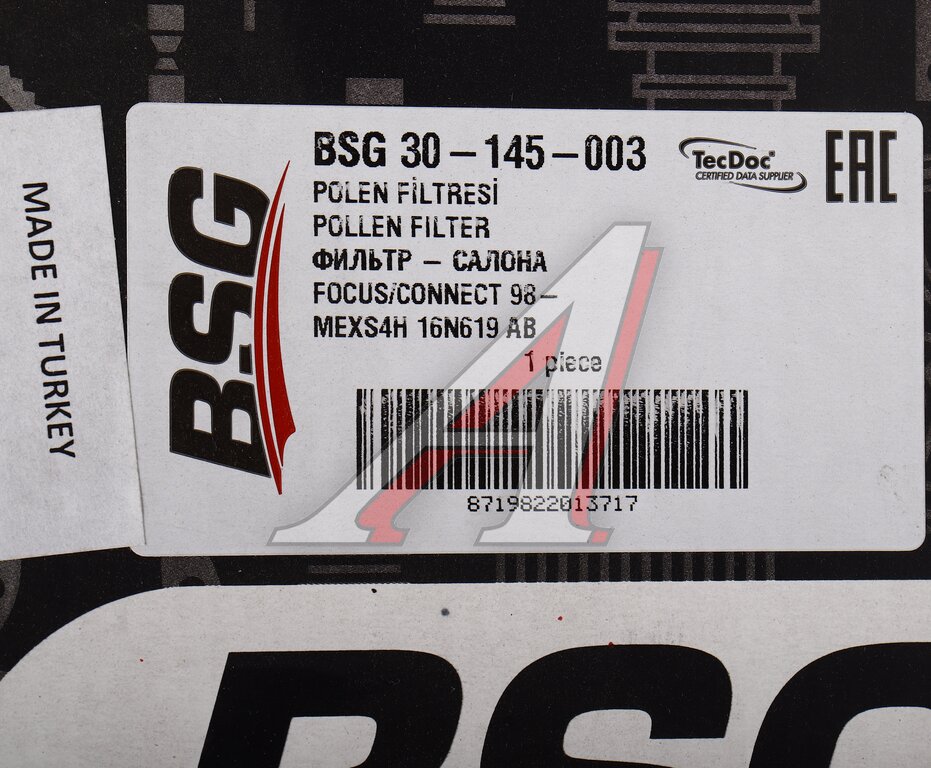 MADE IN TURKEY
BSG
BSG 30-145-003
TecDoc
CERTIFIED DATA SUPPLIER
EAC
POLEN FİLTRESİ
POLLEN FILTER
ФИЛЬТР - САЛОНА
FOCUS/CONNECT 98-
MEXS4H 16N619 AB
1 piece
8719822013717
BSG